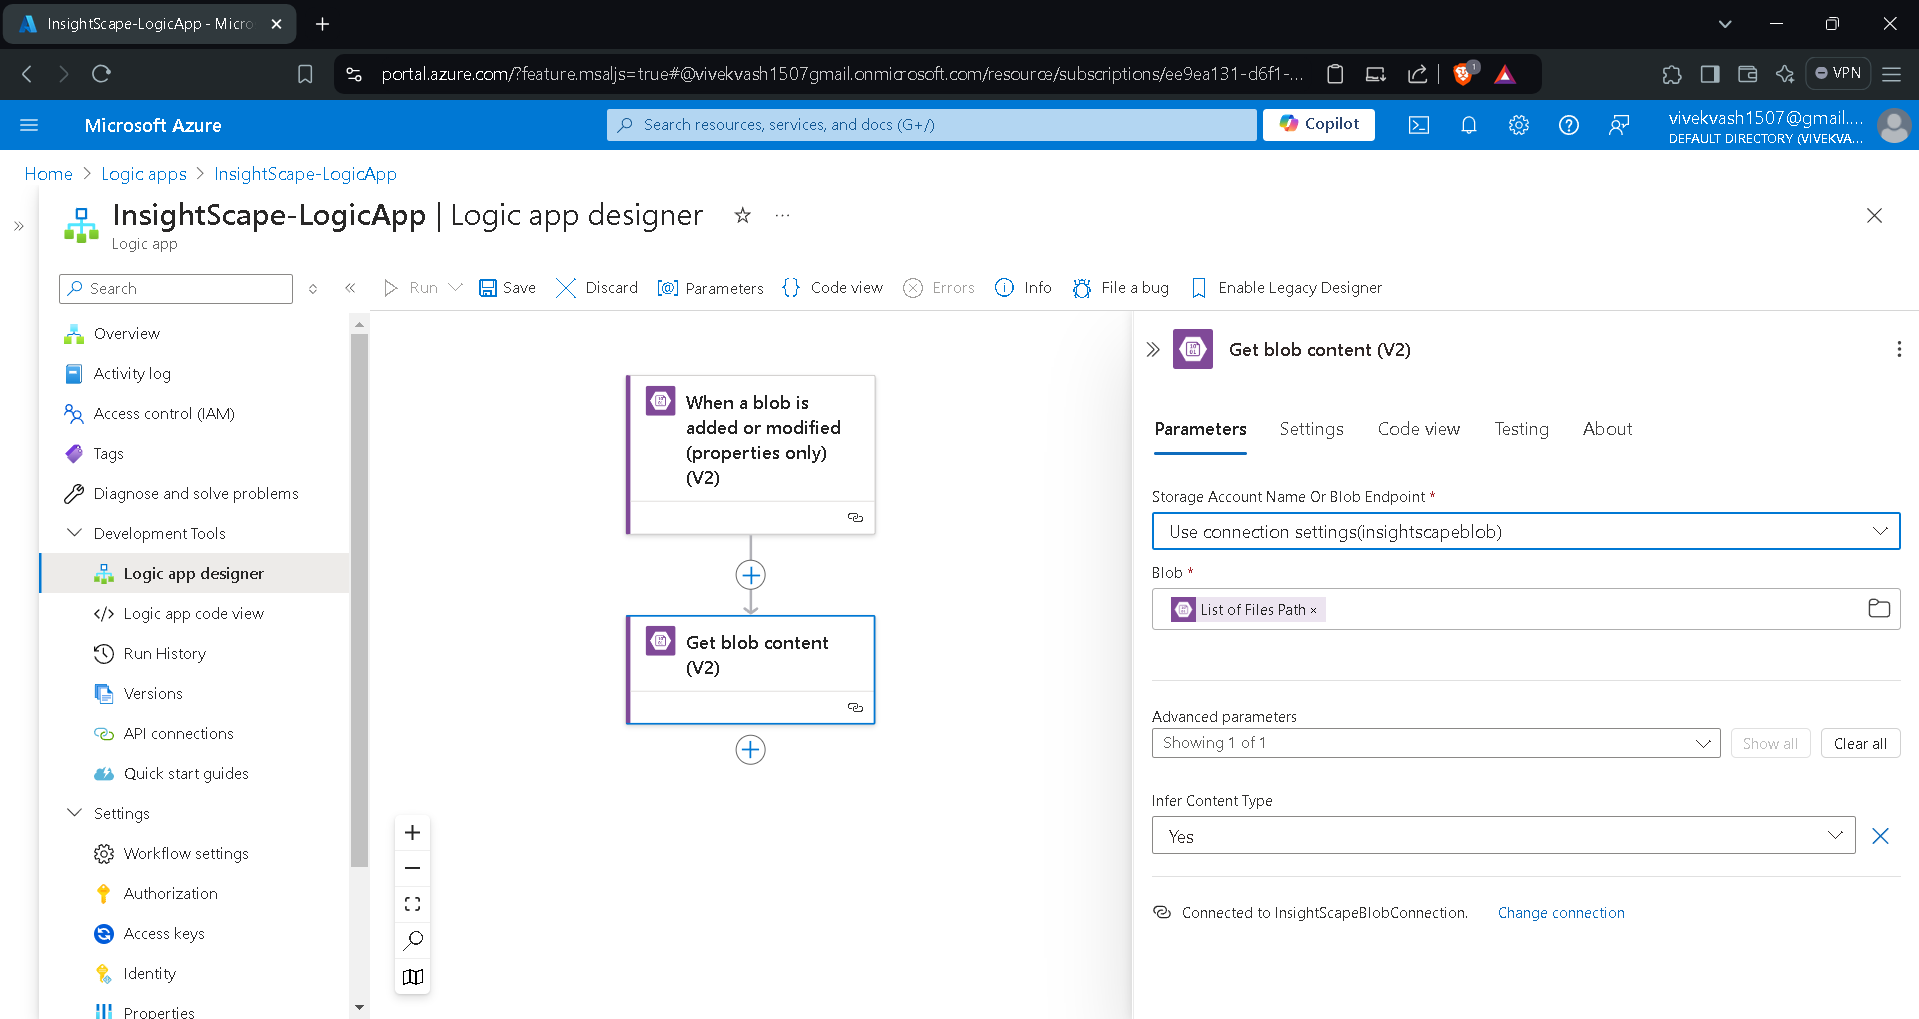 InsightScape-LogicApp - Micro
portal.azure.com/?feature.msaljs=true#@vivekvash1507gmail.onmicrosoft.com/resource/subscriptions/ee9ea131-d6f1-...
1
VPN
Microsoft Azure
Search resources, services, and docs (G+/)
Copilot
vivekvash1507@gmail....
DEFAULT DIRECTORY (VIVEKVA...
Home > Logic apps > InsightScape-LogicApp
InsightScape-LogicApp | Logic app designer
Logic app
Search
Run
Save
Discard
Parameters
Code view
Errors
Info
File a bug
Enable Legacy Designer
Overview
Activity log
Access control (IAM)
Tags
Diagnose and solve problems
Development Tools
Logic app designer
Logic app code view
Run History
Versions
API connections
Quick start guides
Settings
Workflow settings
Authorization
Access keys
Identity
Properties
When a blob is
added or modified
(properties only)
(V2)
Get blob content
(V2)
Get blob content (V2)
Parameters
Settings
Code view
Testing
About
Storage Account Name Or Blob Endpoint *
Use connection settings(insightscapeblob)
Blob *
List of Files Path ×
Advanced parameters
Showing 1 of 1
Show all
Clear all
Infer Content Type
Yes
Connected to InsightScapeBlobConnection.
Change connection